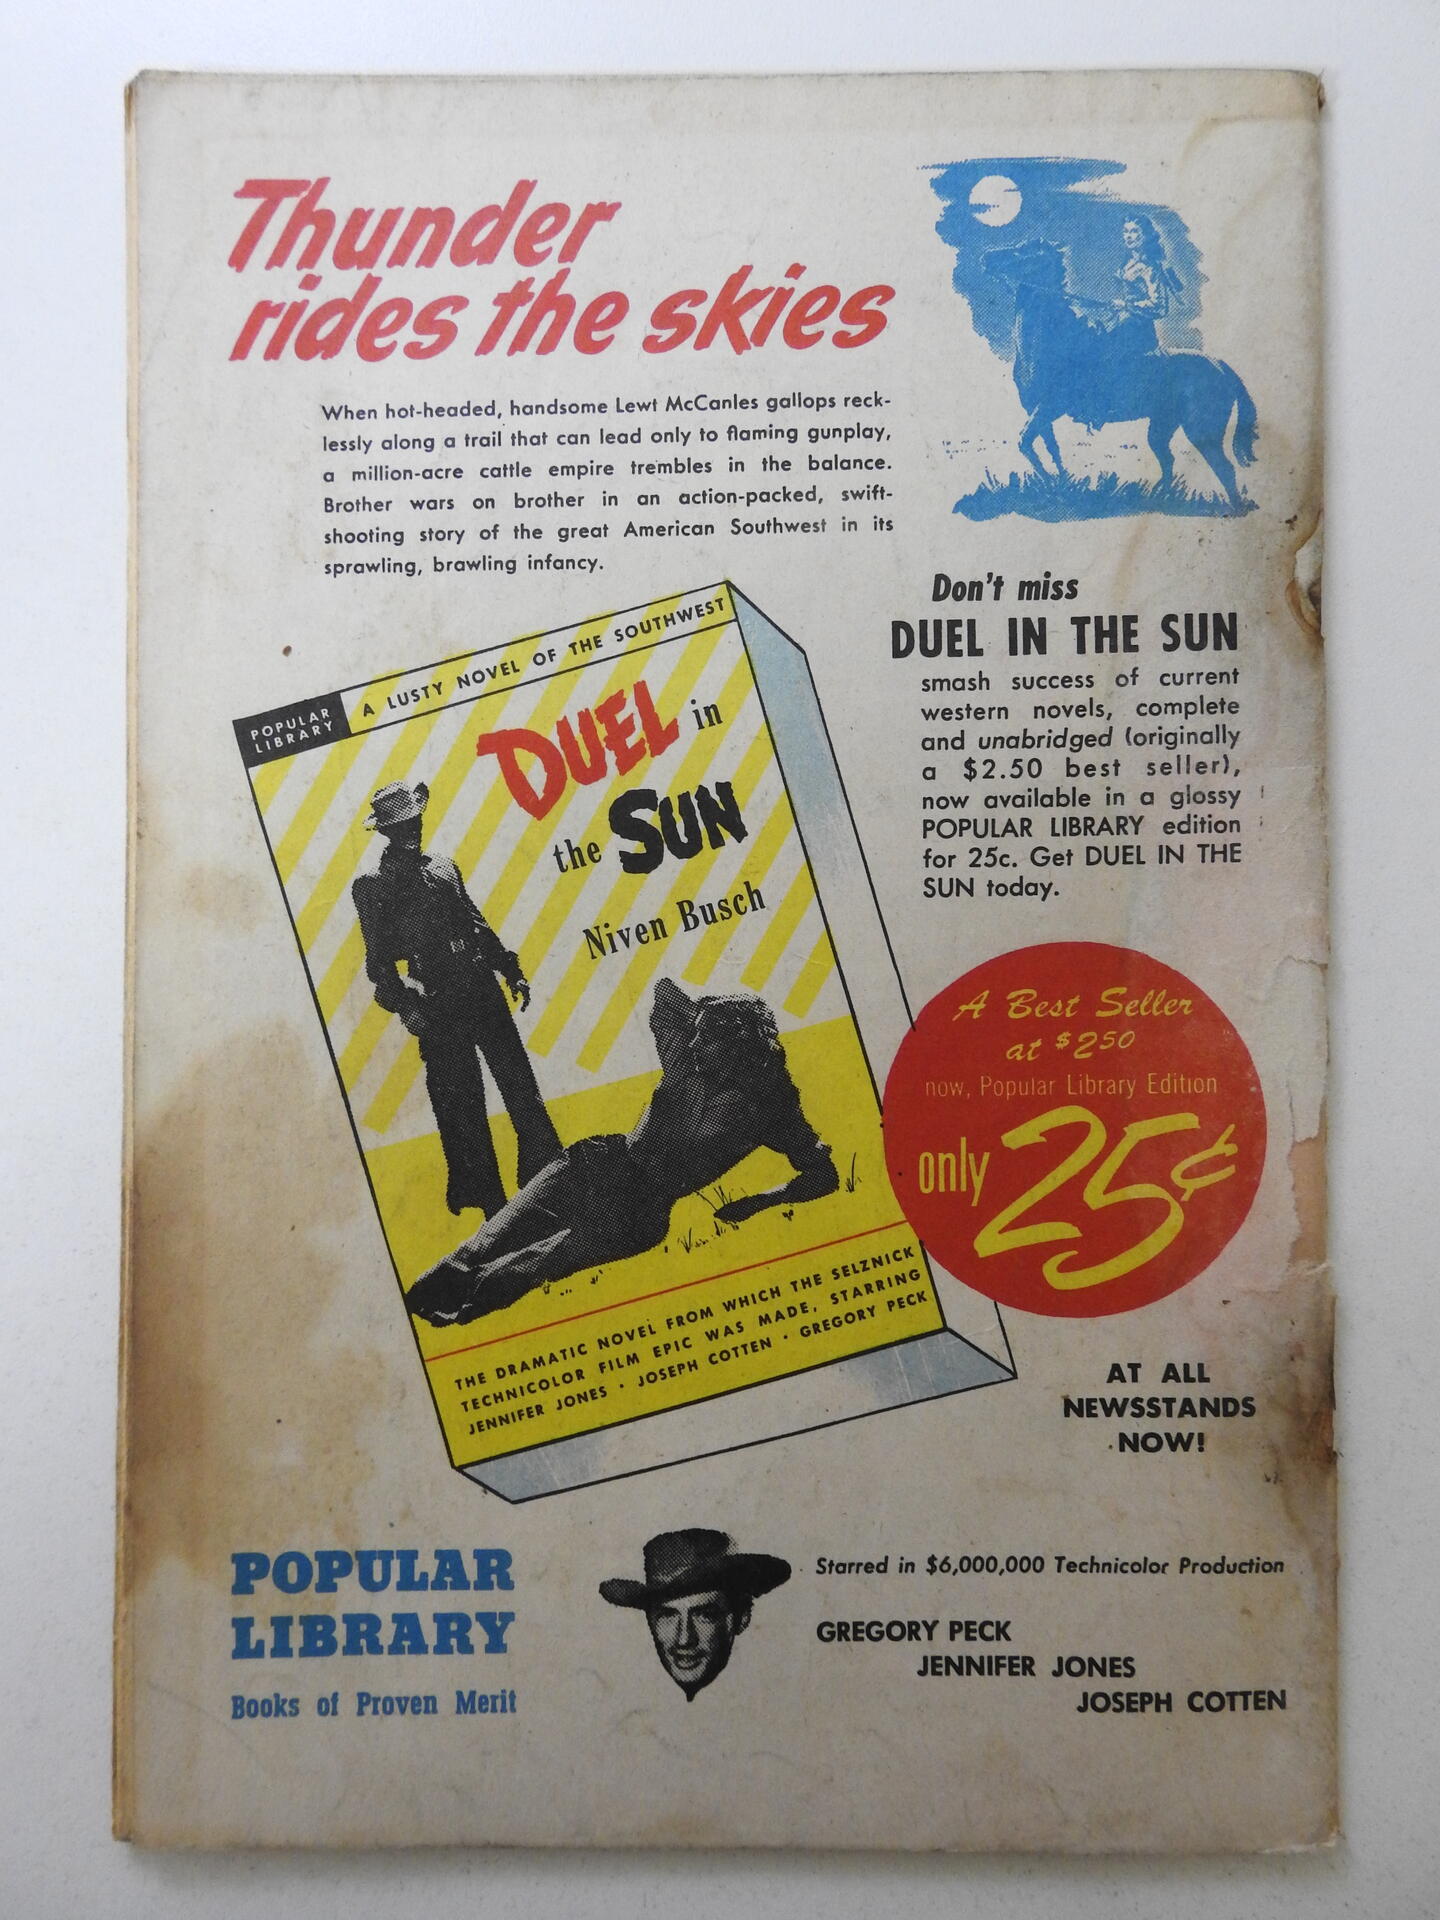 Thunder
rides the skies
When hot-headed, handsome Lewt McCanles gallops reck-
lessly along a trail that can lead only to flaming gunplay,
a million-acre cattle empire trembles in the balance.
Brother wars on brother in an action-packed, swift-
shooting story of the great American Southwest in its
sprawling, brawling infancy.
Don't miss
DUEL IN THE SUN
smash success of current
western novels, complete
and unabridged (originally
a $2.50 best seller),
now available in a glossy
POPULAR LIBRARY edition
for 25c. Get DUEL IN THE
SUN today.
POPULAR
LIBRARY
A LUSTY NOVEL OF THE SOUTHWEST
DUEL in
the SUN
Niven Busch
THE DRAMATIC NOVEL FROM WHICH THE SELZNICK
TECHNICOLOR FILM EPIC WAS MADE, STARRING
JENNIFER JONES · JOSEPH COTTEN · GREGORY PECK
A Best Seller
at $2.50
now, Popular Library Edition
only 25¢
AT ALL
NEWSSTANDS
NOW!
POPULAR
LIBRARY
Books of Proven Merit
Starred in $6,000,000 Technicolor Production
GREGORY PECK
JENNIFER JONES
JOSEPH COTTEN